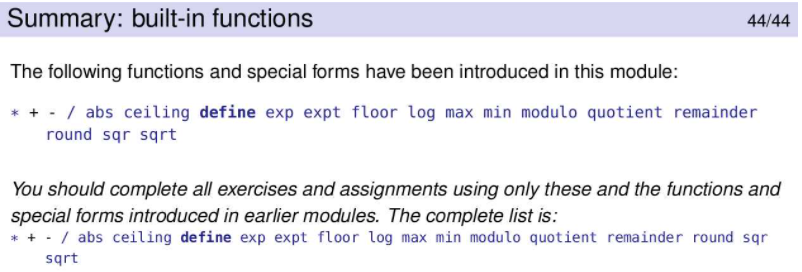 Summary: built-in functions
44/44
The following functions and special forms have been introduced in this module:
* + - / abs ceiling define exp expt floor log max min modulo quotient remainder
round sqr sqrt
You should complete all exercises and assignments using only these and the functions and
special forms introduced in earlier modules. The complete list is:
* + - / abs ceiling define exp expt floor log max min modulo quotient remainder round sqr
sqrt